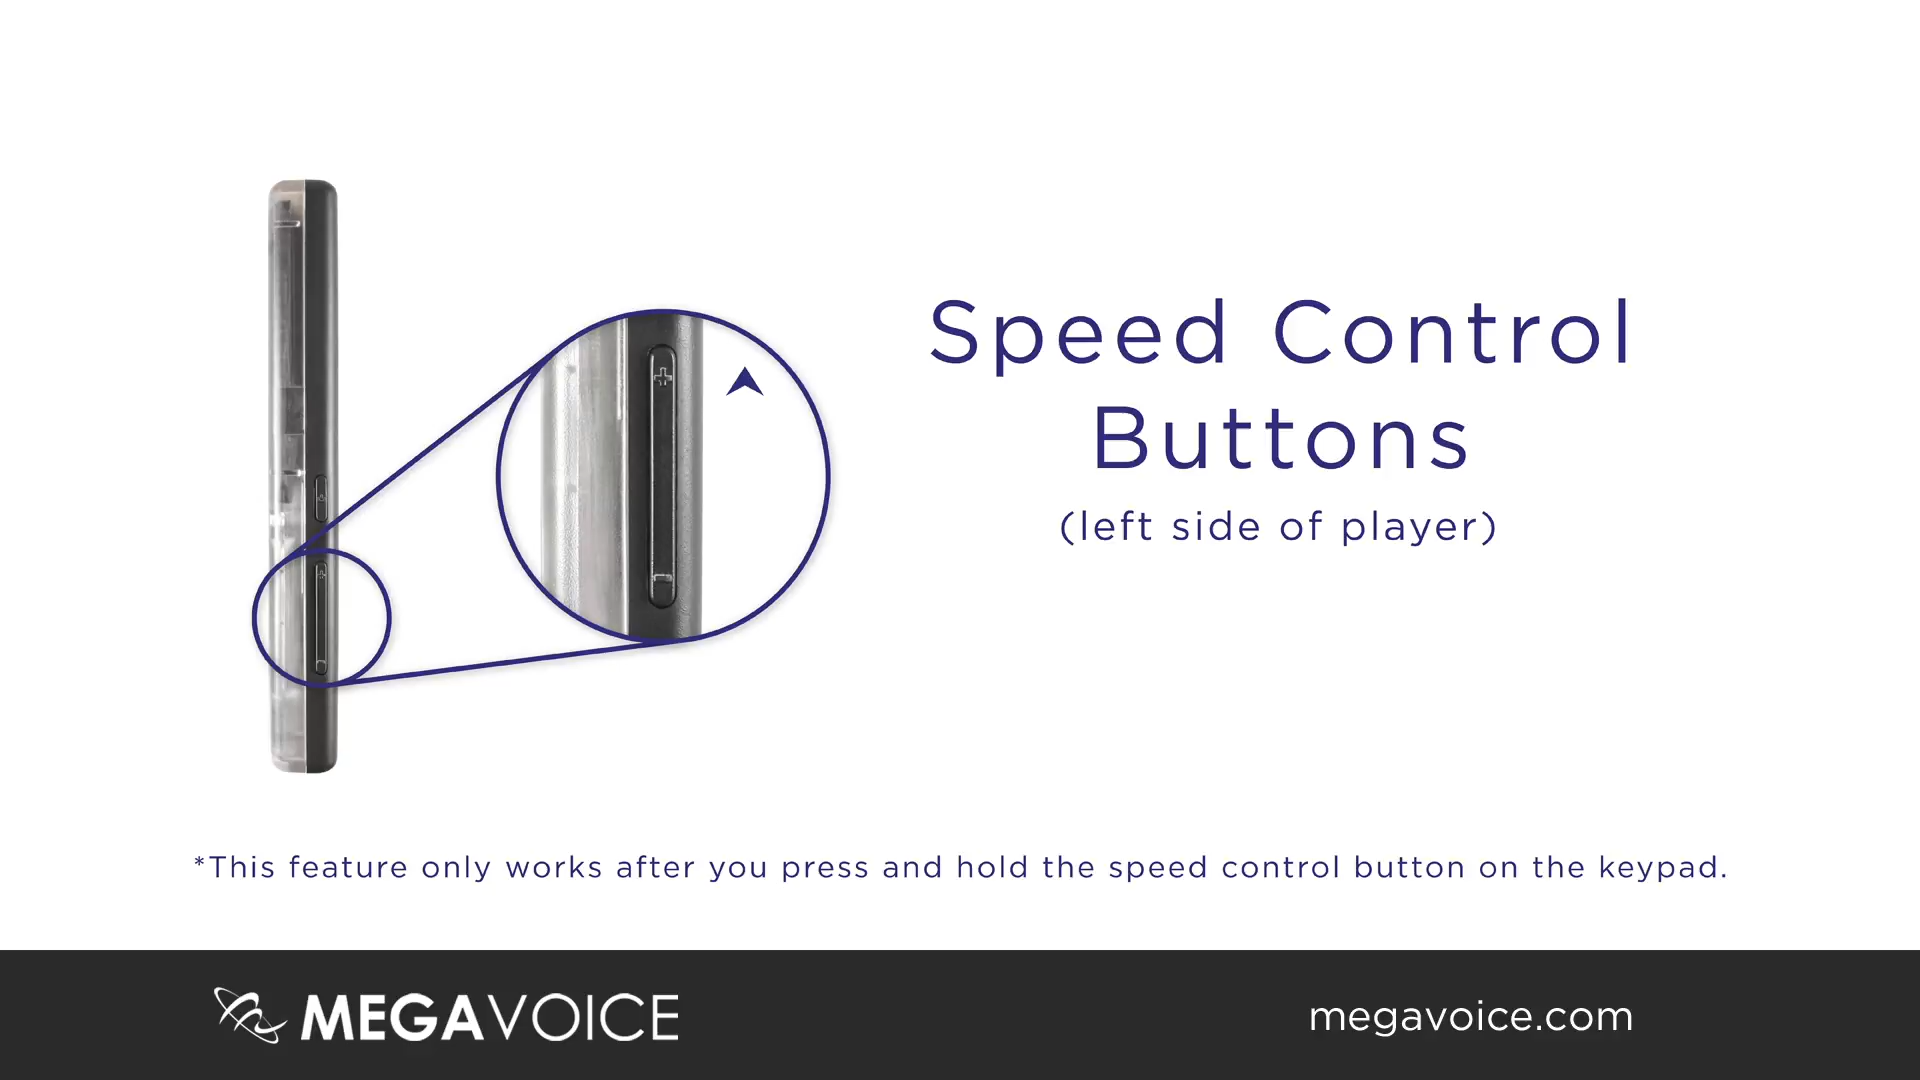 Speed Control
Buttons
(left side of player)
*This feature only works after you press and hold the speed control button on the keypad.
MEGAVOICE
megavoice.com